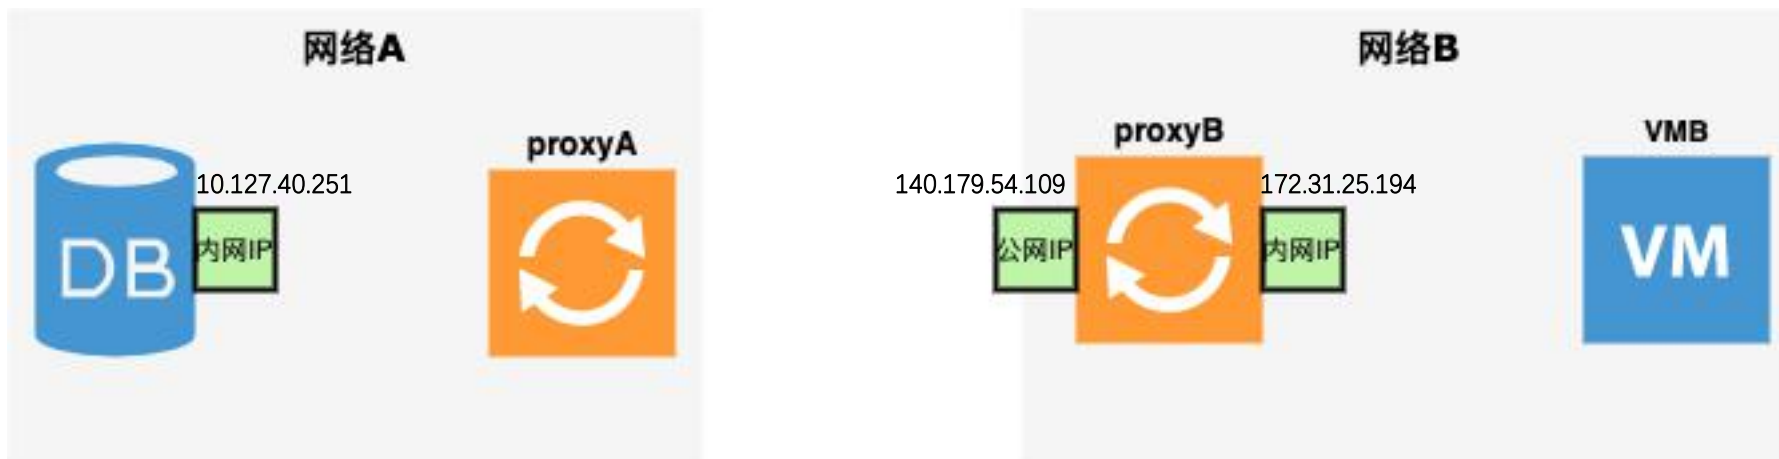 网络A
proxyA
10.127.40.251
内网IP
DB
网络B
proxyB
VMB
140.179.54.109
172.31.25.194
公网IP
内网IP
VM